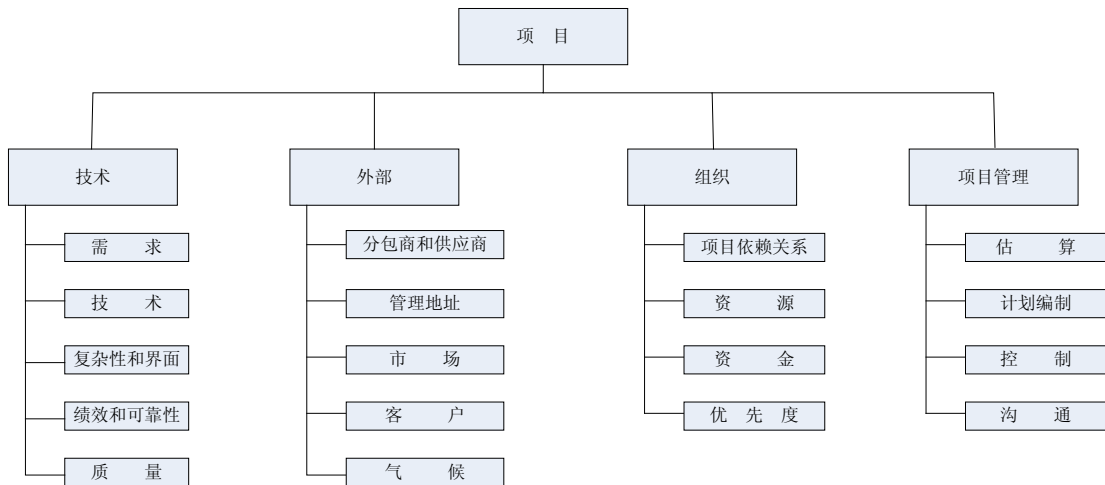 项 目
技术
外部
组织
项目管理
需 求
分包商和供应商
项目依赖关系
估 算
技 术
管理地址
资 源
计划编制
复杂性和界面
市 场
资 金
控 制
绩效和可靠性
客 户
优 先 度
沟 通
质 量
气 候